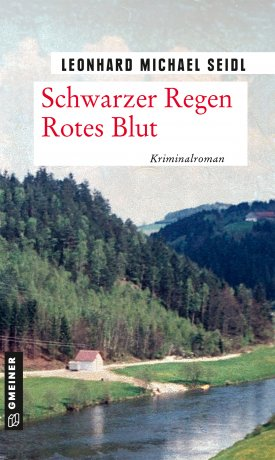 LEONHARD MICHAEL SEIDL
Schwarzer Regen
Rotes Blut
Kriminalroman
GMEINER